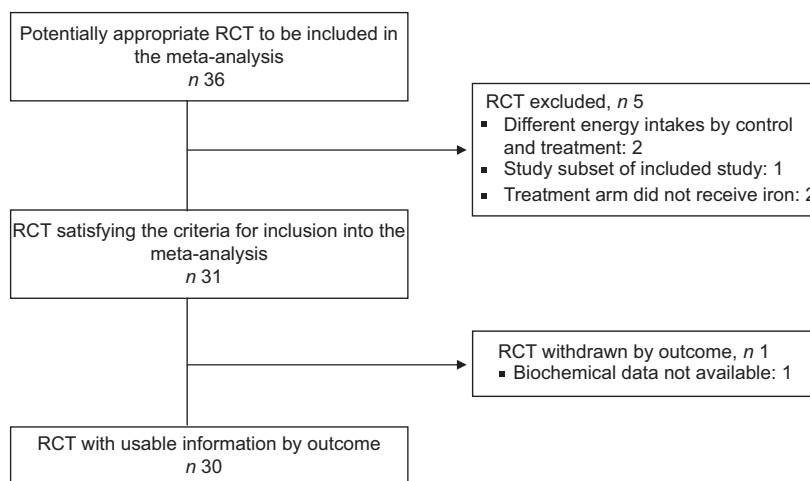 Potentially appropriate RCT to be included in
the meta-analysis
n 36
RCT excluded, n 5
▪ Different energy intakes by control
and treatment: 2
▪ Study subset of included study: 1
▪ Treatment arm did not receive iron: 2
RCT satisfying the criteria for inclusion into the
meta-analysis
n 31
RCT withdrawn by outcome, n 1
▪ Biochemical data not available: 1
RCT with usable information by outcome
n 30